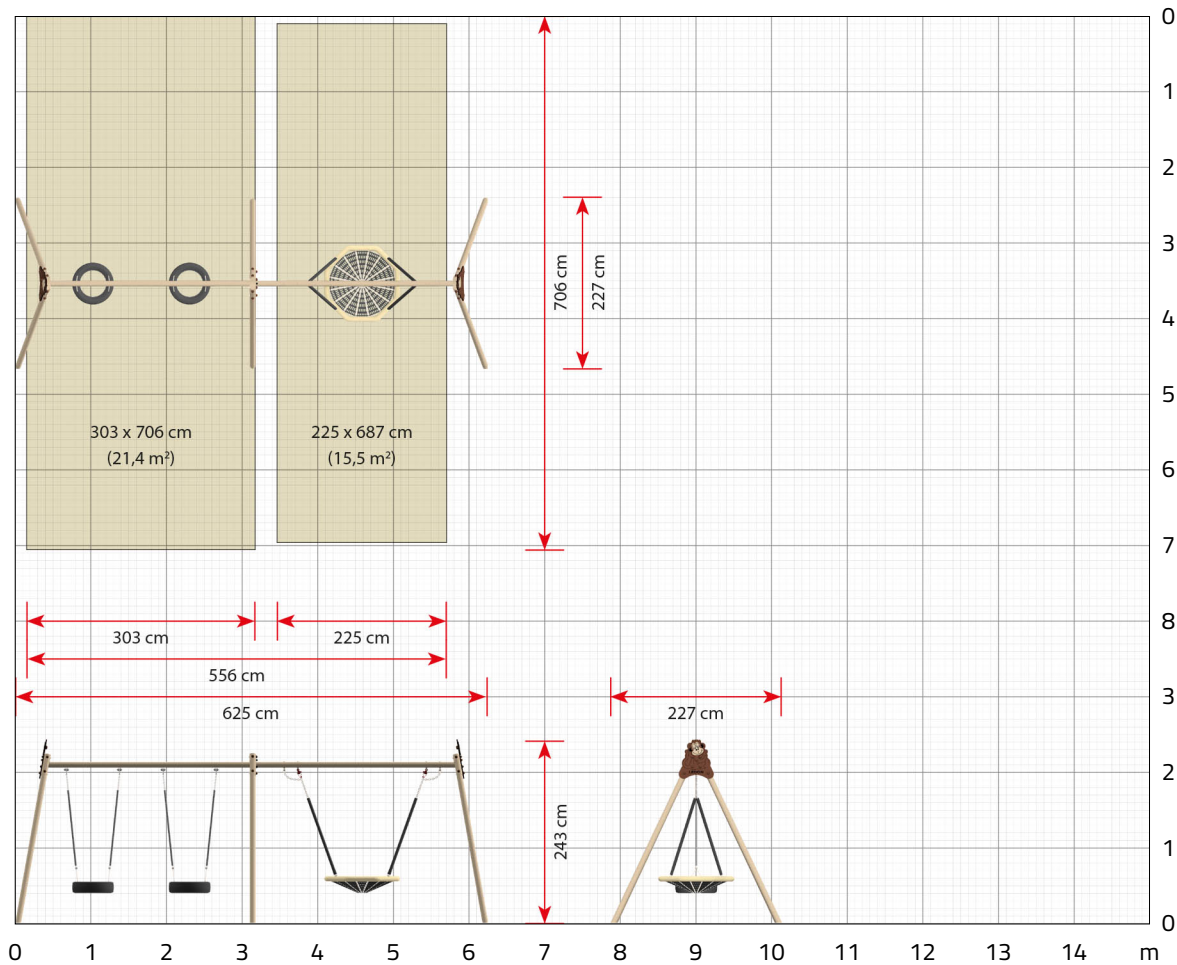 0
1
2
3
4
5
6
7
8
3
2
1
0
706 cm
227 cm
303 x 706 cm
(21,4 m²)
225 x 687 cm
(15,5 m²)
303 cm
225 cm
556 cm
625 cm
227 cm
243 cm
0 1 2 3 4 5 6 7 8 9 10 11 12 13 14 m